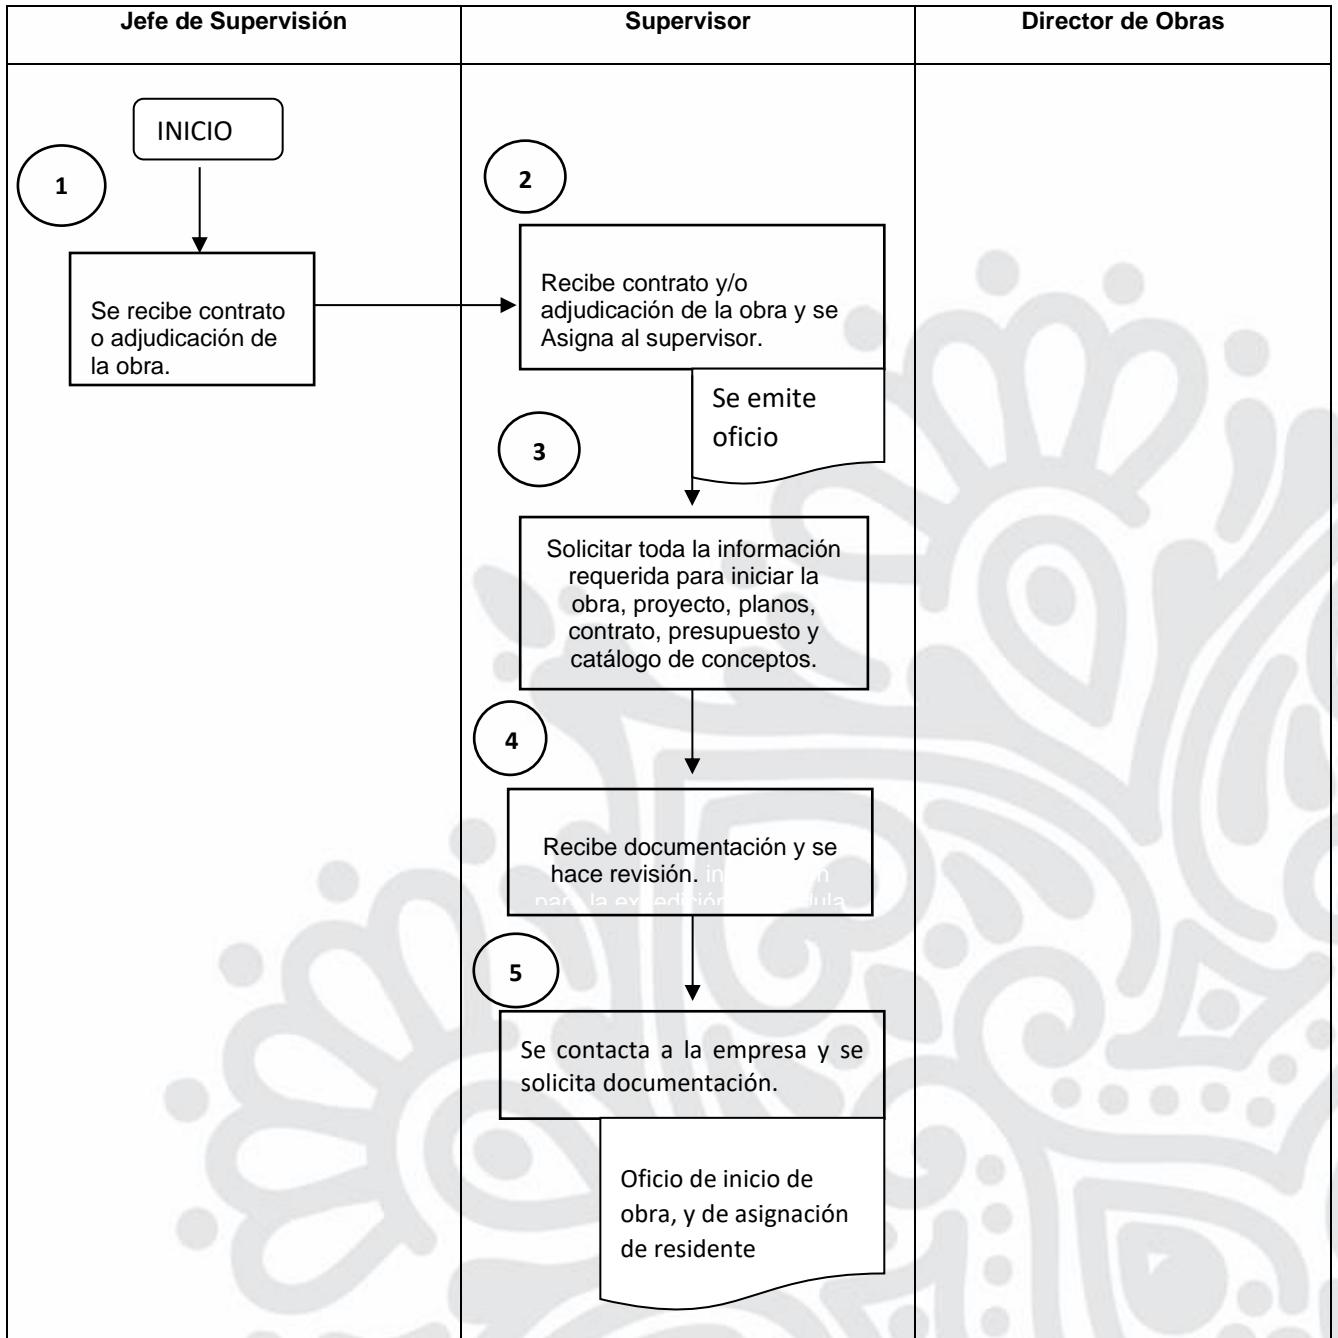 Jefe de Supervisión
Supervisor
Director de Obras
INICIO
1
Se recibe contrato
o adjudicación de
la obra.
2
Recibe contrato y/o
adjudicación de la obra y se
Asigna al supervisor.
Se emite
oficio
3
Solicitar toda la información
requerida para iniciar la
obra, proyecto, planos,
contrato, presupuesto y
catálogo de conceptos.
4
Recibe documentación y se
hace revisión.
para la
5
Se contacta a la empresa y se
solicita documentación.
Oficio de inicio de
obra, y de asignación
de residente